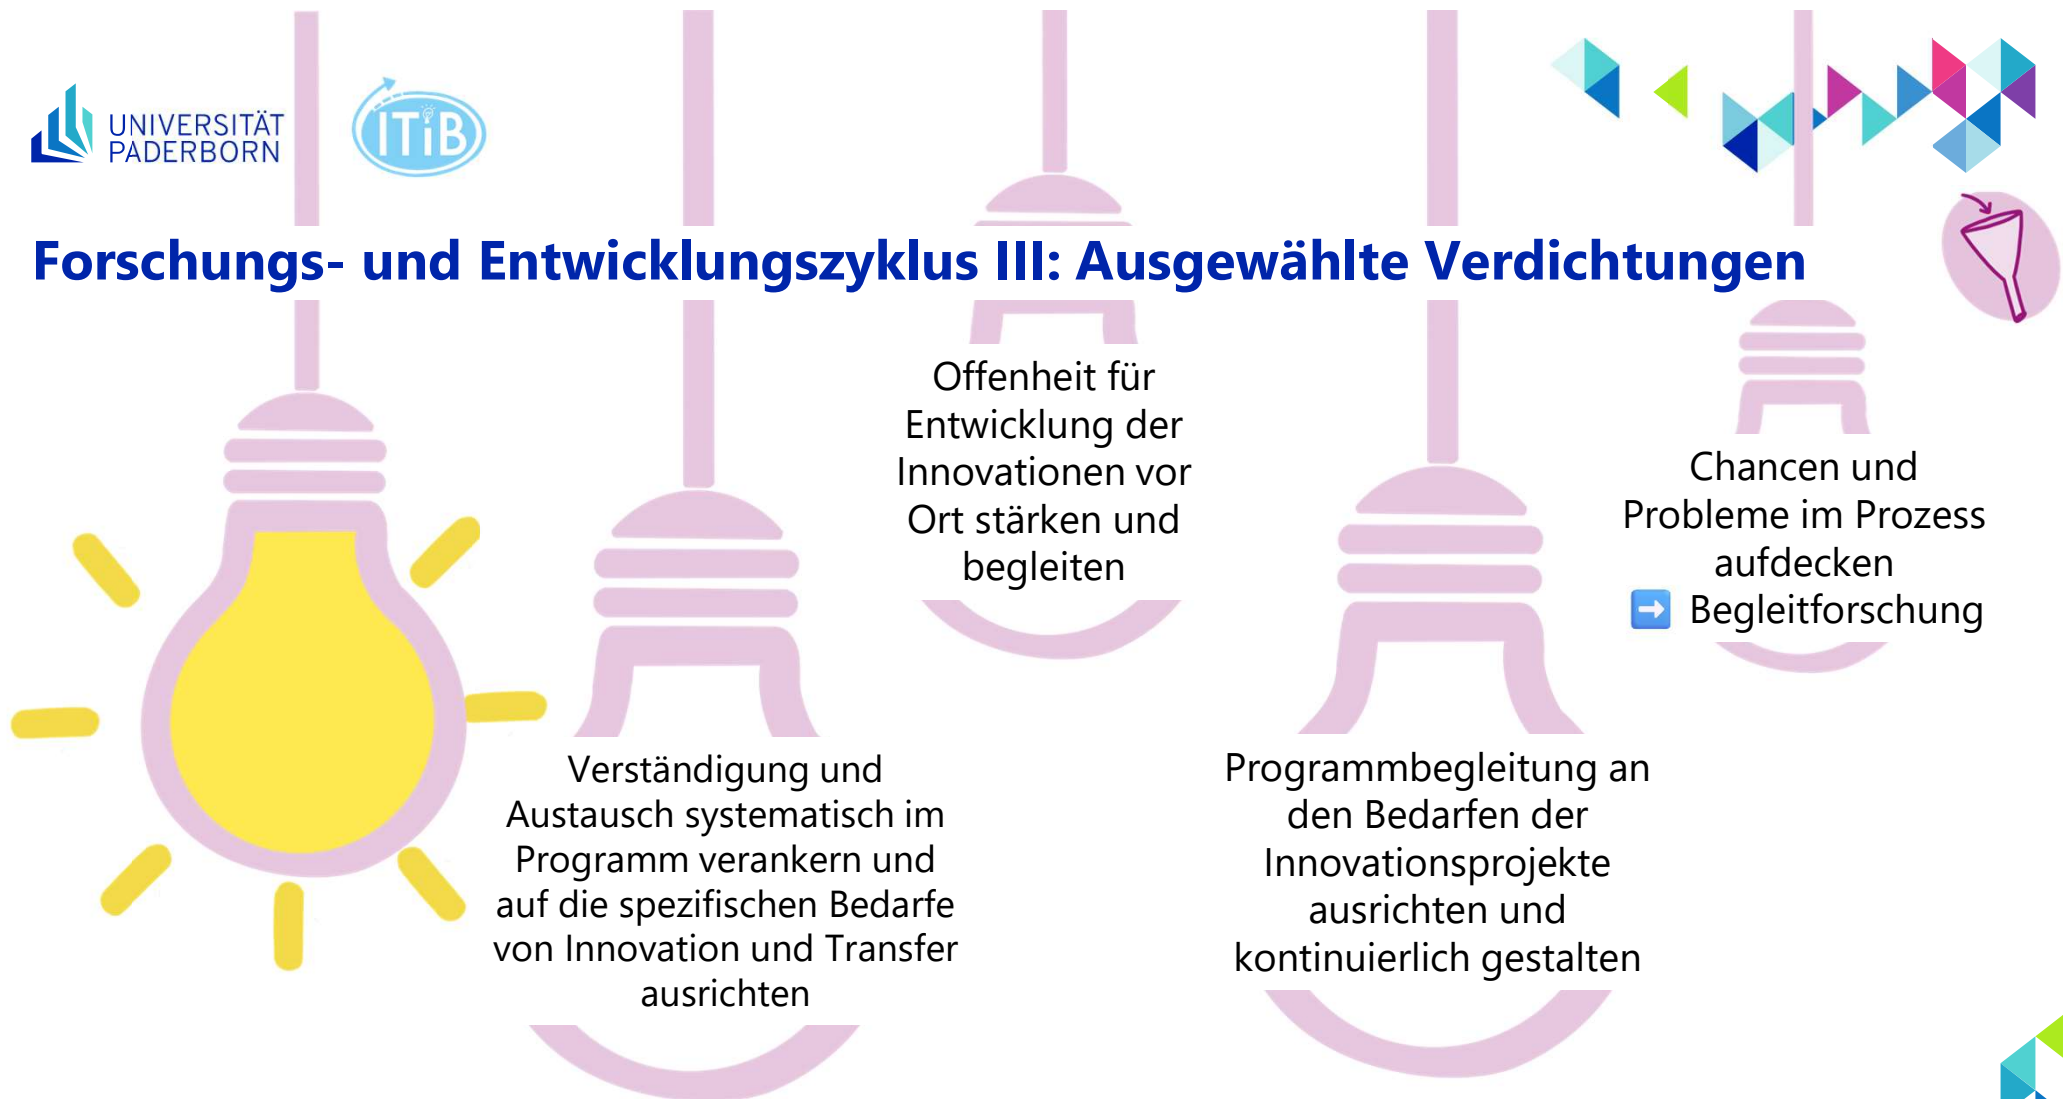 UNIVERSITÄT
PADERBORN
ITiB
Forschungs- und Entwicklungszyklus III: Ausgewählte Verdichtungen
Verständigung und
Austausch systematisch im
Programm verankern und
auf die spezifischen Bedarfe
von Innovation und Transfer
ausrichten
Offenheit für
Entwicklung der
Innovationen vor
Ort stärken und
begleiten
Programmbegleitung an
den Bedarfen der
Innovationsprojekte
ausrichten und
kontinuierlich gestalten
Chancen und
Probleme im Prozess
aufdecken
➡️ Begleitforschung